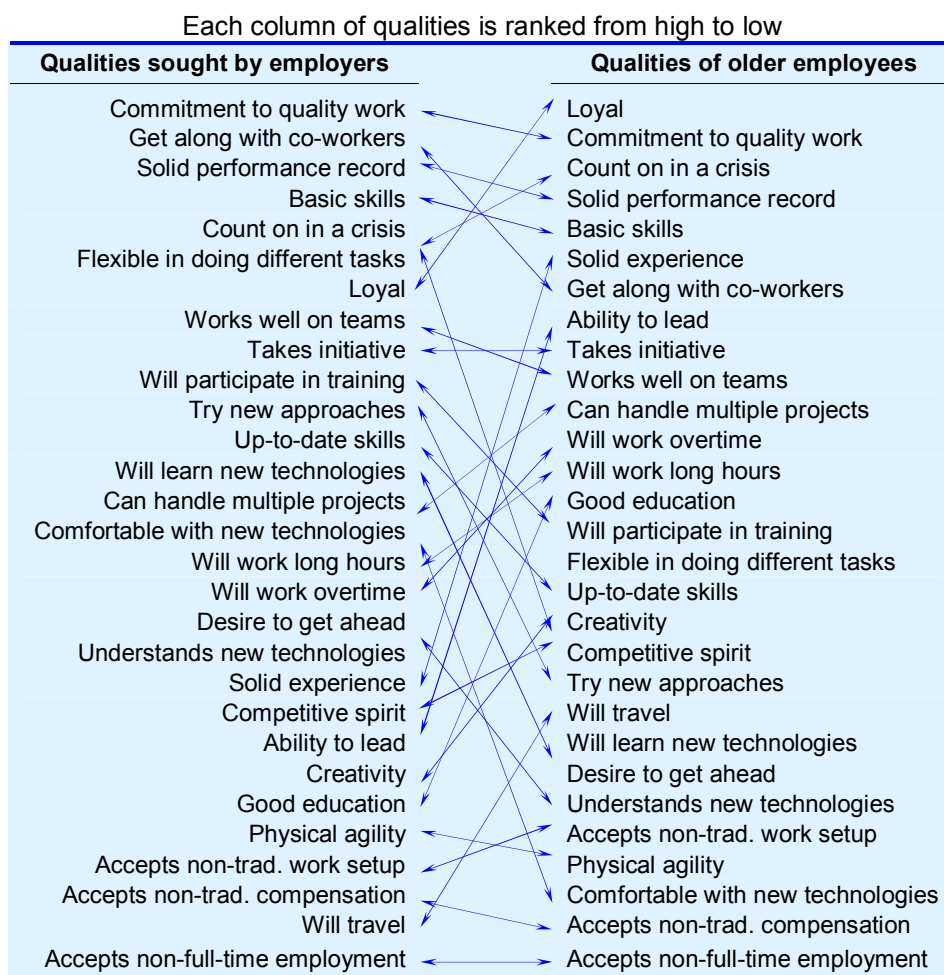 Each column of qualities is ranked from high to low
Qualities sought by employers
Qualities of older employees
Commitment to quality work
Get along with co-workers
Solid performance record
Basic skills
Count on in a crisis
Flexible in doing different tasks
Loyal
Works well on teams
Takes initiative
Will participate in training
Try new approaches
Up-to-date skills
Will learn new technologies
Can handle multiple projects
Comfortable with new technologies
Will work long hours
Will work overtime
Desire to get ahead
Understands new technologies
Solid experience
Competitive spirit
Ability to lead
Creativity
Good education
Physical agility
Accepts non-trad. work setup
Accepts non-trad. compensation
Will travel
Accepts non-full-time employment
Loyal
Commitment to quality work
Count on in a crisis
Solid performance record
Basic skills
Solid experience
Get along with co-workers
Ability to lead
Takes initiative
Works well on teams
Can handle multiple projects
Will work overtime
Will work long hours
Good education
Will participate in training
Flexible in doing different tasks
Up-to-date skills
Creativity
Competitive spirit
Try new approaches
Will travel
Will learn new technologies
Desire to get ahead
Understands new technologies
Accepts non-trad. work setup
Physical agility
Comfortable with new technologies
Accepts non-trad. compensation
Accepts non-full-time employment